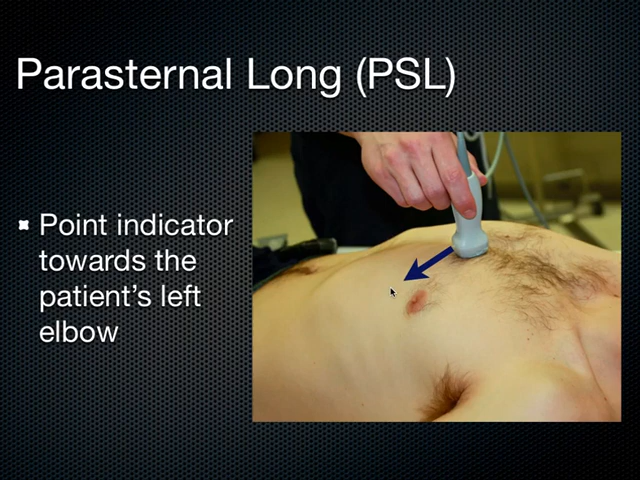 Parasternal Long (PSL)
Point indicator
towards the
patient's left
elbow